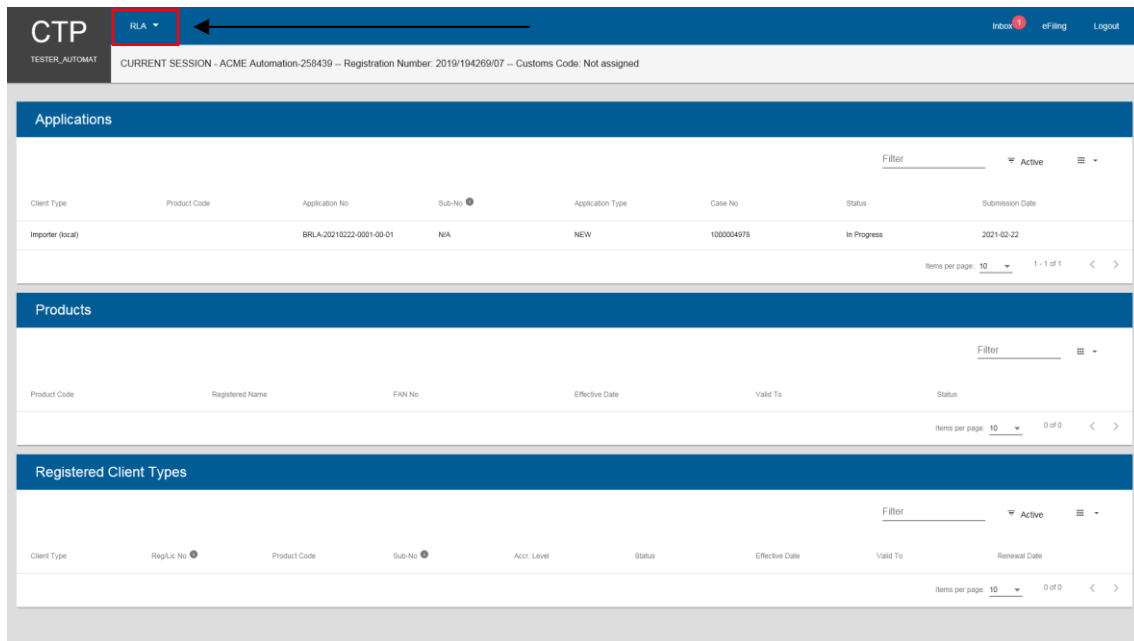 CTP
TESTER_AUTOMAT
RLA
Inbox 1 eFiling Logout
CURRENT SESSION - ACME Automation-258439 -- Registration Number: 2019/194269/07 -- Customs Code: Not assigned
Applications
Filter Active
Client Type Product Code Application No Sub-No Application Type Case No Status Submission Date
Importer (local) BRLA-20210222-0001-00-01 N/A NEW 1000004978 In Progress 2021-02-22
Items per page: 10 1 - 1 of 1
Products
Filter
Product Code Registered Name FAN No Effective Date Valid To Status
Items per page: 10 0 of 0
Registered Client Types
Filter Active
Client Type Reg/Lic No Product Code Sub-No Accr. Level Status Effective Date Valid To Renewal Date
Items per page: 10 0 of 0